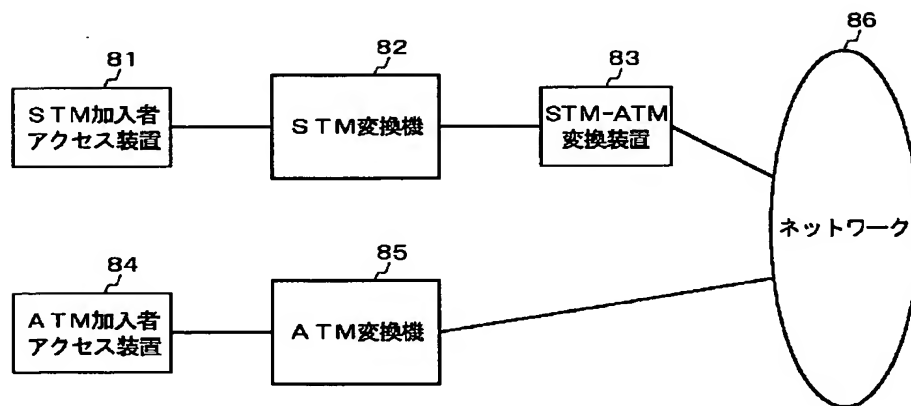 81
STM加入者
アクセス装置
82
STM変換機
83
STM-ATM
変換装置
86
ネットワーク
84
ATM加入者
アクセス装置
85
ATM変換機